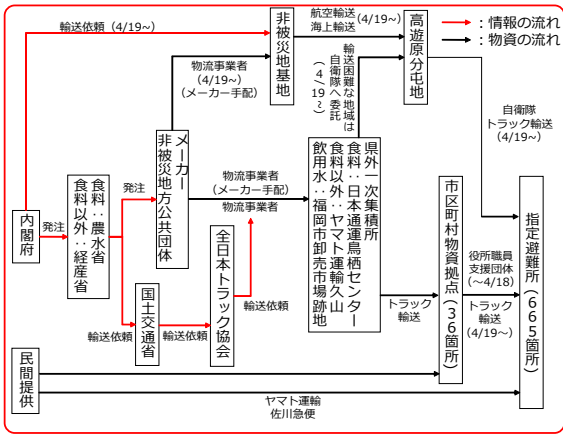 ：情報の流れ
：物資の流れ
輸送依頼（4/19~）
非被災地基地
航空輸送（4/19~）
海上輸送
高遊原分屯地
物流事業者
（4/19~）
（メーカー手配）
輸送困難な地域は
自衛隊へ委託
（4/19~）
自衛隊
トラック輸送
（4/19~）
内閣府
発注
食料：農水省
食料以外：経産省
発注
メーカー
非被災地方公共団体
物流事業者
（メーカー手配）
物流事業者
県外一次集積所
食料：日本通運鳥栖センター
食料以外：ヤマト運輸久山
飲用水：福岡市卸売市場跡地
輸送依頼
国土交通省
輸送依頼
全日本トラック協会
輸送依頼
トラック
輸送
市区町村物資拠点（36箇所）
役所職員
支援団体
（～4/18）
トラック
輸送
（4/19～）
指定避難所（665箇所）
民間提供
ヤマト運輸
佐川急便